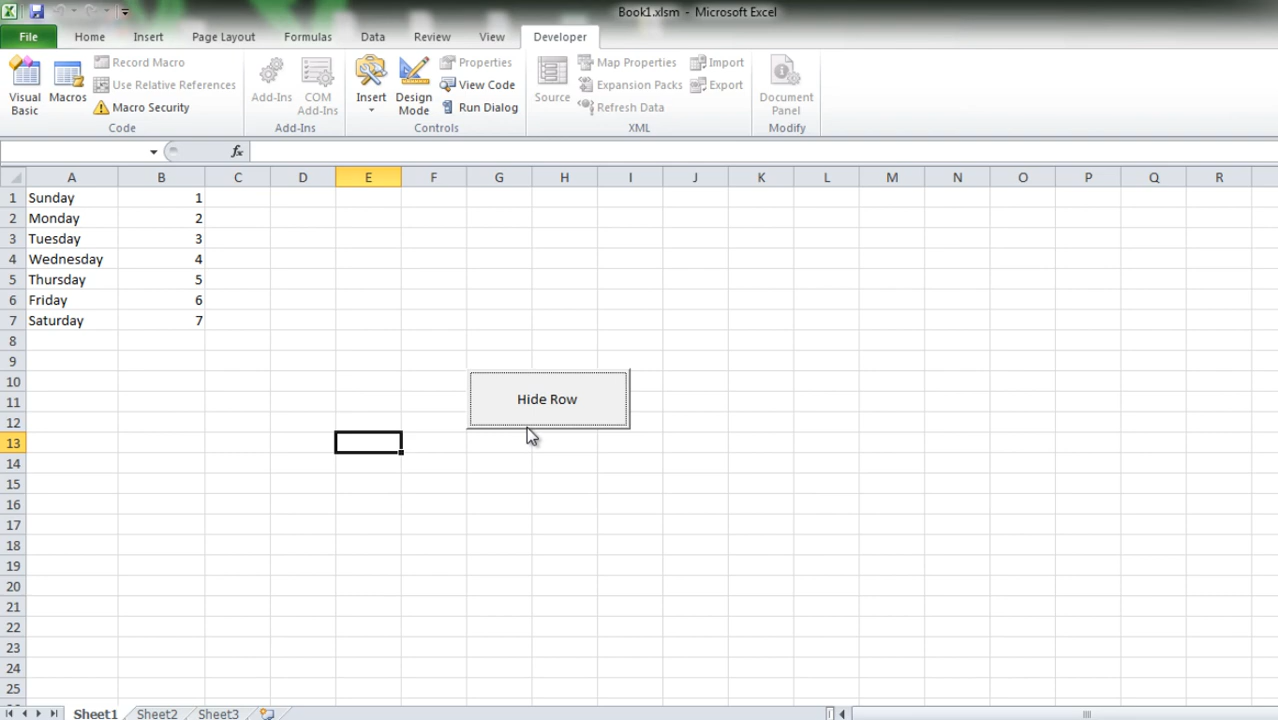 Book1.xlsm - Microsoft Excel
File Home Insert Page Layout Formulas Data Review View Developer
Visual Basic
Macros
Record Macro
Use Relative References
Macro Security
Code
Add-Ins
COM Add-Ins
Add-Ins
Insert
Design Mode
Properties
View Code
Run Dialog
Controls
Source
Map Properties
Expansion Packs
Refresh Data
Import
Export
XML
Document Panel
Modify
fx
A B C D E F G H I J K L M N O P Q R
1 Sunday 1
2 Monday 2
3 Tuesday 3
4 Wednesday 4
5 Thursday 5
6 Friday 6
7 Saturday 7
8
9
10
11 Hide Row
12
13
14
15
16
17
18
19
20
21
22
23
24
25
Sheet1 Sheet2 Sheet3